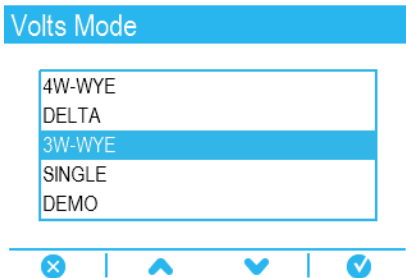 Volts Mode
4W-WYE
DELTA
3W-WYE
SINGLE
DEMO